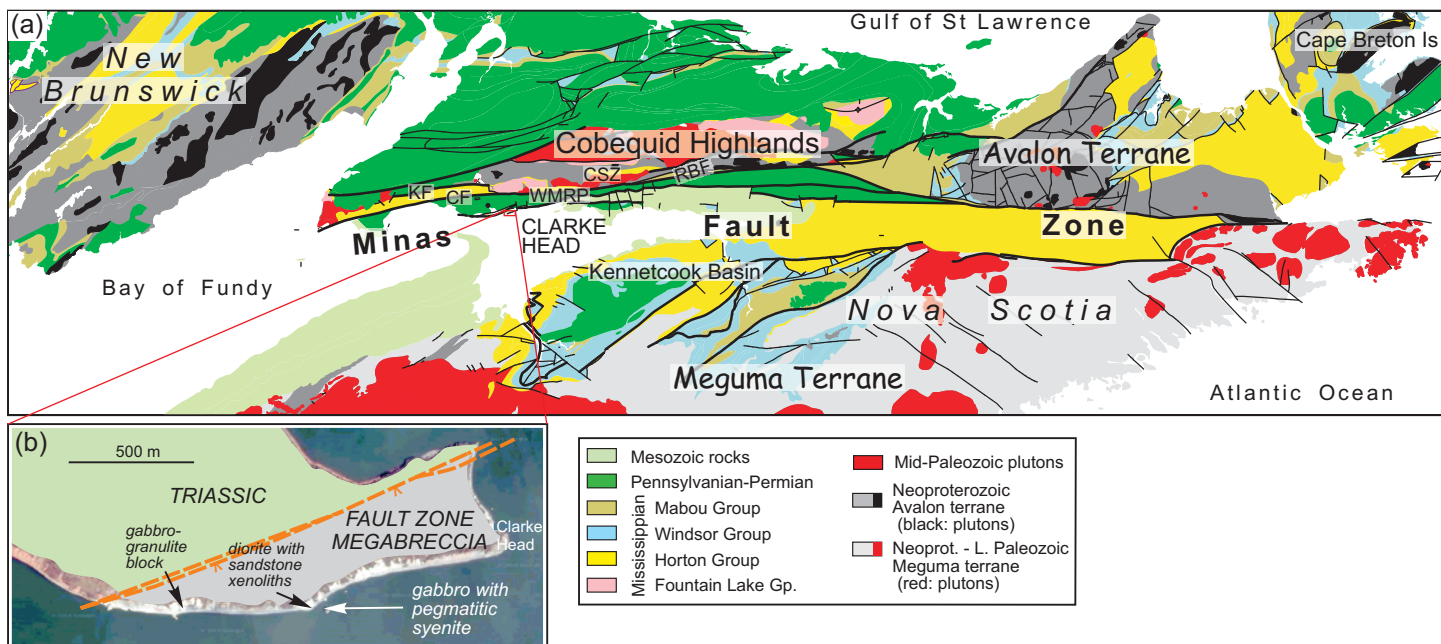 (a)
Gulf of St Lawrence
Cape Breton Is
New
Brunswick
Cobequid Highlands
Avalon Terrane
CSZ
RBF
KF
CF
WMRP
CLARKE
HEAD
Minas
Fault
Zone
Kennetcook Basin
Bay of Fundy
Nova Scotia
Meguma Terrane
Atlantic Ocean
(b)
500 m
TRIASSIC
FAULT ZONE
MEGABRECCIA
Clarke
Head
gabbro-
granulite
block
diorite with
sandstone
xenoliths
gabbro with
pegmatitic
syenite
Mesozoic rocks
Pennsylvanian-Permian
Mississippian
Mabou Group
Windsor Group
Horton Group
Fountain Lake Gp.
Mid-Paleozoic plutons
Neoproterozoic
Avalon terrane
(black: plutons)
Neoprot. - L. Paleozoic
Meguma terrane
(red: plutons)